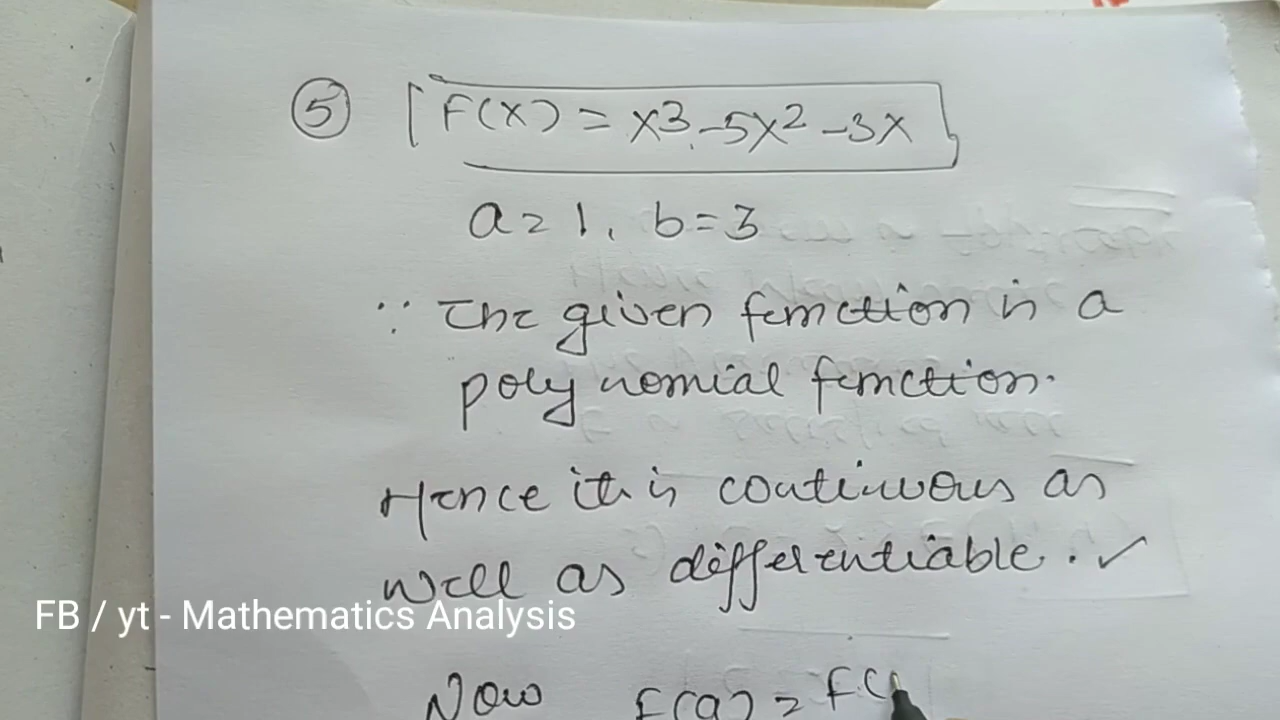 5 F(x) = x³-5x²-3x
a=1, b=3
∵ The given function is a
polynomial function.
Hence it is continuous as
well as differentiable. ✓
FB / yt - Mathematics Analysis
Now F(a) = F(